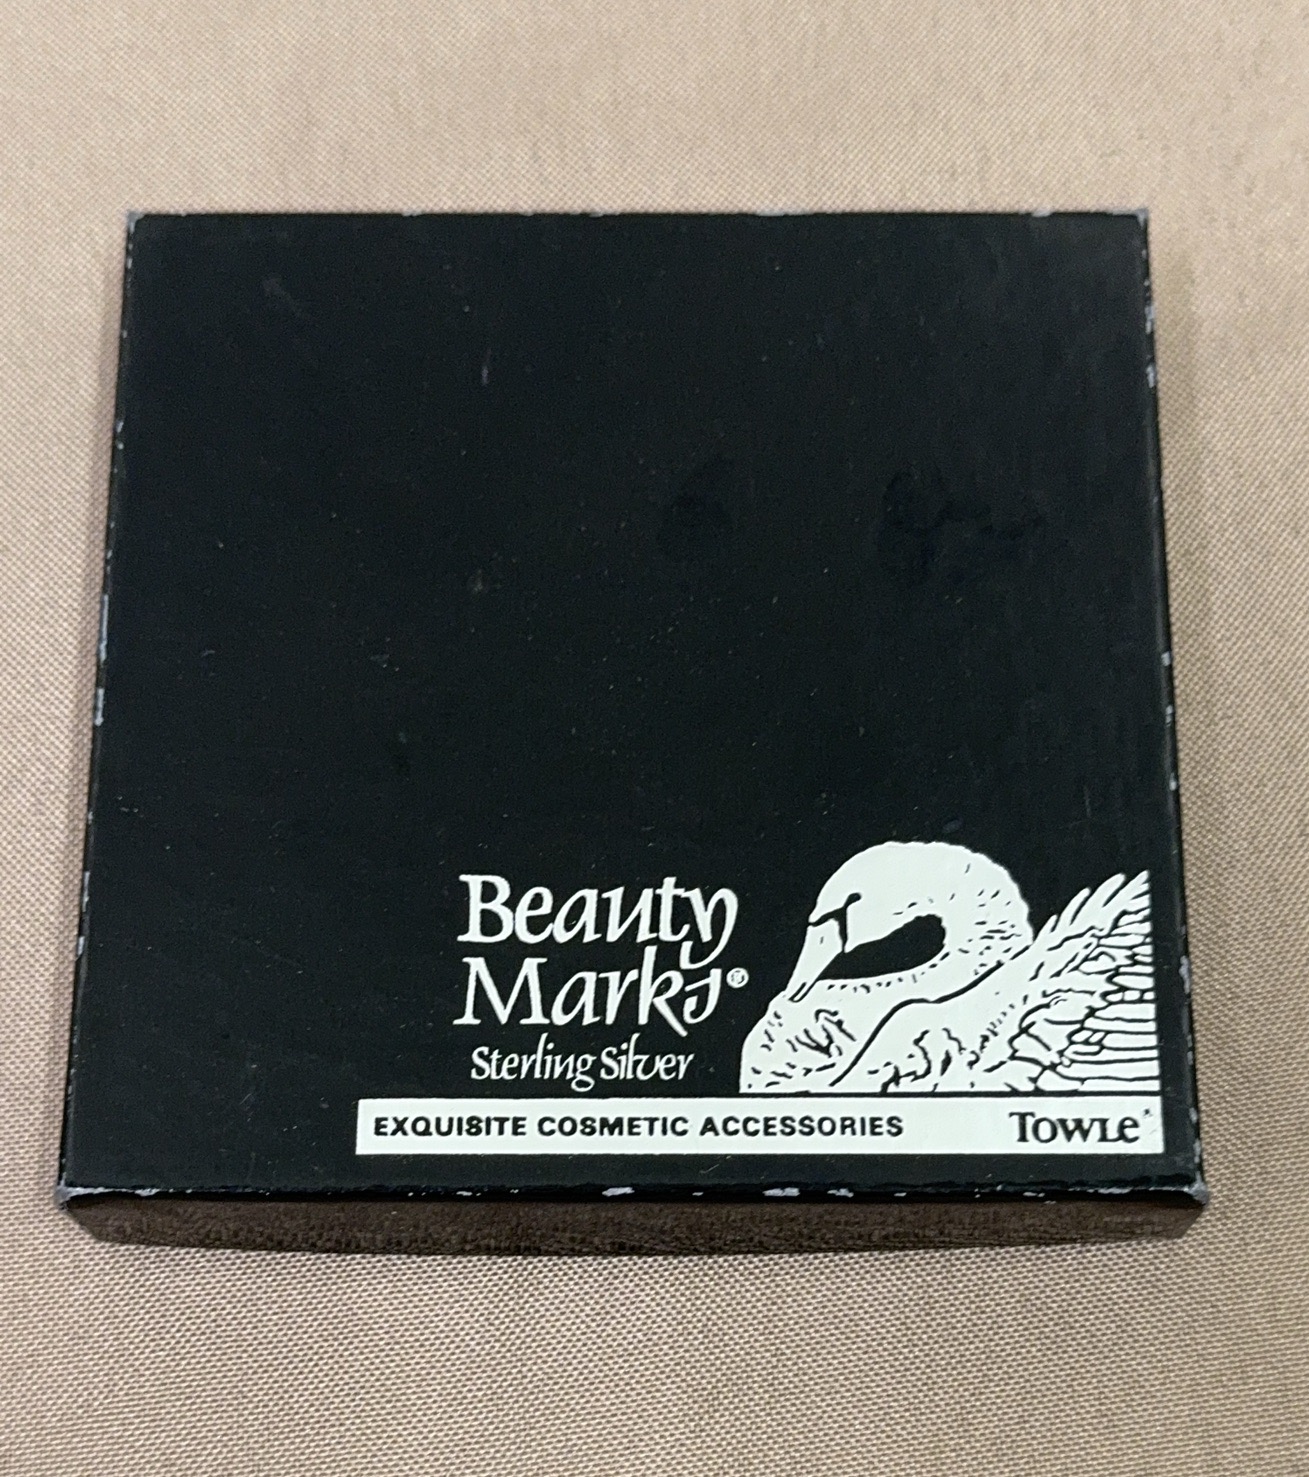 Beauty
Marks®
Sterling Silver
EXQUISITE COSMETIC ACCESSORIES
TOWLE